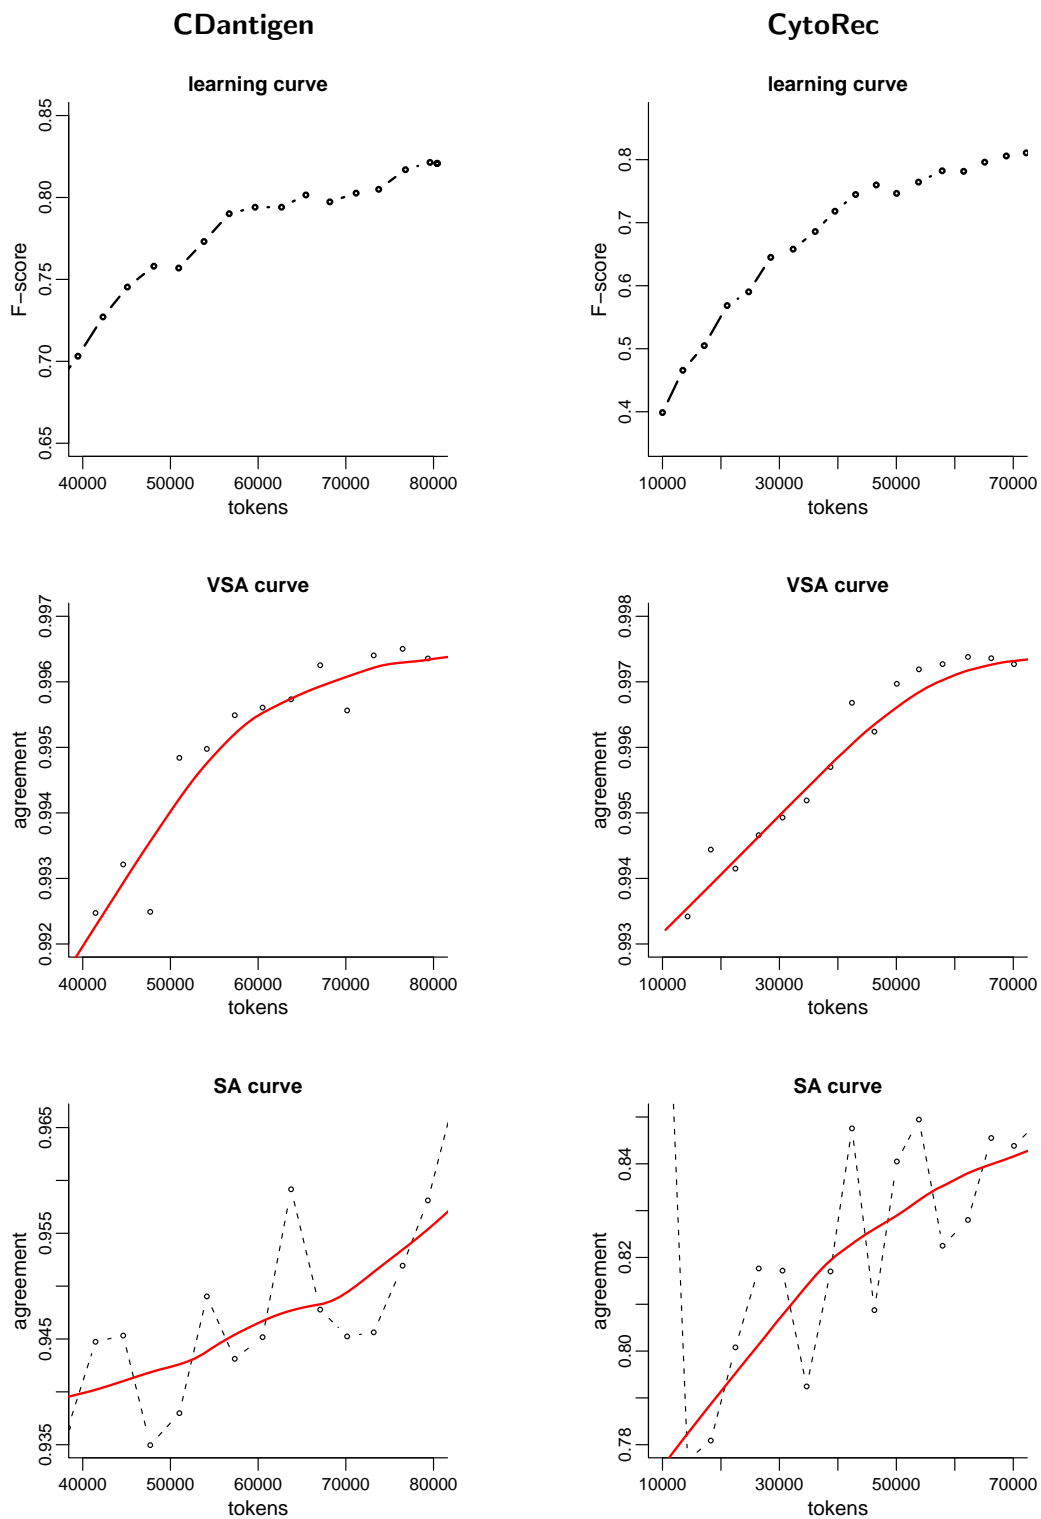 CDantigen
CytoRec
learning curve
F−score
0.65 0.70 0.75 0.80 0.85
40000 50000 60000 70000 80000
tokens
learning curve
F−score
0.4 0.5 0.6 0.7 0.8
10000 30000 50000 70000
tokens
VSA curve
agreement
0.992 0.993 0.994 0.995 0.996 0.997
40000 50000 60000 70000 80000
tokens
VSA curve
agreement
0.993 0.994 0.995 0.996 0.997 0.998
10000 30000 50000 70000
tokens
SA curve
agreement
0.935 0.945 0.955 0.965
40000 50000 60000 70000 80000
tokens
SA curve
agreement
0.78 0.80 0.82 0.84
10000 30000 50000 70000
tokens